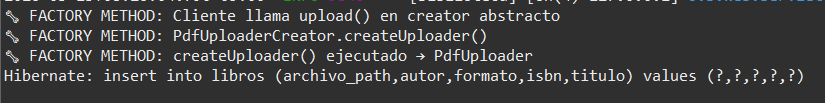 🔧 FACTORY METHOD: Cliente llama upload() en creator abstracto
🔧 FACTORY METHOD: PdfUploaderCreator.createUploader()
🔧 FACTORY METHOD: createUploader() ejecutado → PdfUploader
Hibernate: insert into libros (archivo_path,autor,formato,isbn,titulo) values (?,?,?,?,?)